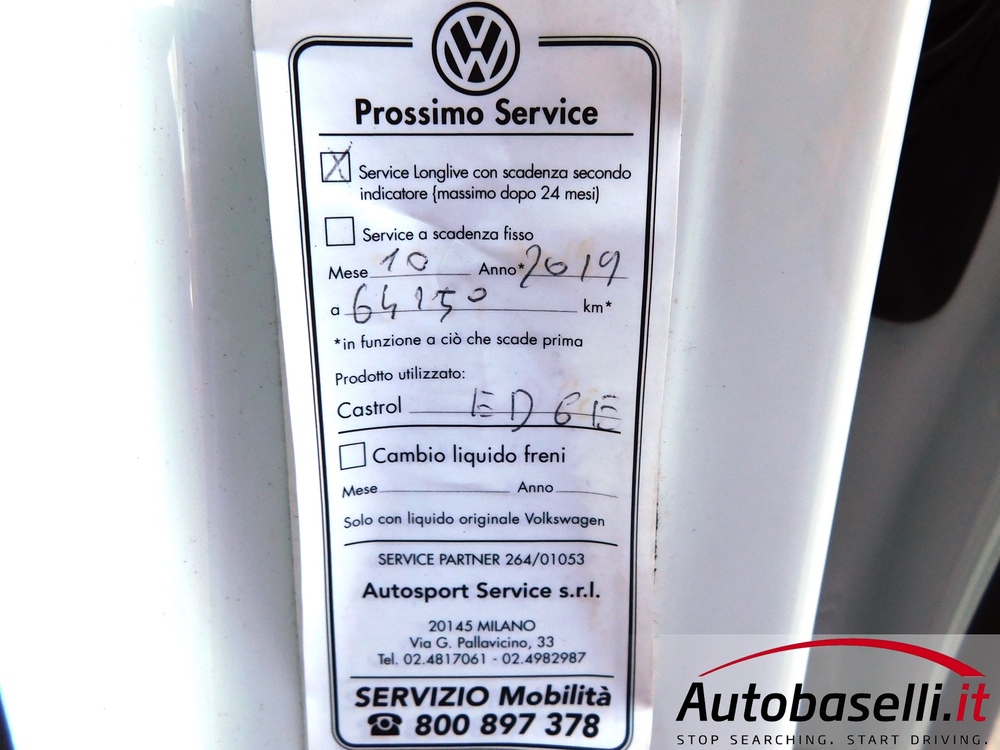 Prossimo Service
X Service Longlive con scadenza secondo
indicatore {massimo dopo 24 mesi)
Service a scadenza fisso
Mese 10 Anno* 2019
a 64150 km*
*in funzione a ciò che scade prima
Prodotto utilizzato:
Castrol EDGE
Cambio liquido freni
Mese Anno
Solo con liquido originale Volkswagen
SERVICE PARTNER 264/01053
Autosport Service s.r.l.
20145 MILANO
Via G. Pallavicino, 33
Tel. 02.4817061 - 02.4982987
SERVIZIO Mobilità
☎ 800 897 378
Autobaselli.it
STOP SEARCHING. START DRIVING.